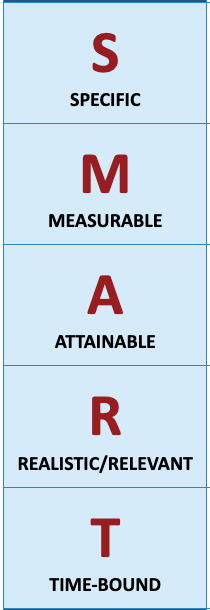 S
SPECIFIC
M
MEASURABLE
A
ATTAINABLE
R
REALISTIC/RELEVANT
T
TIME-BOUND